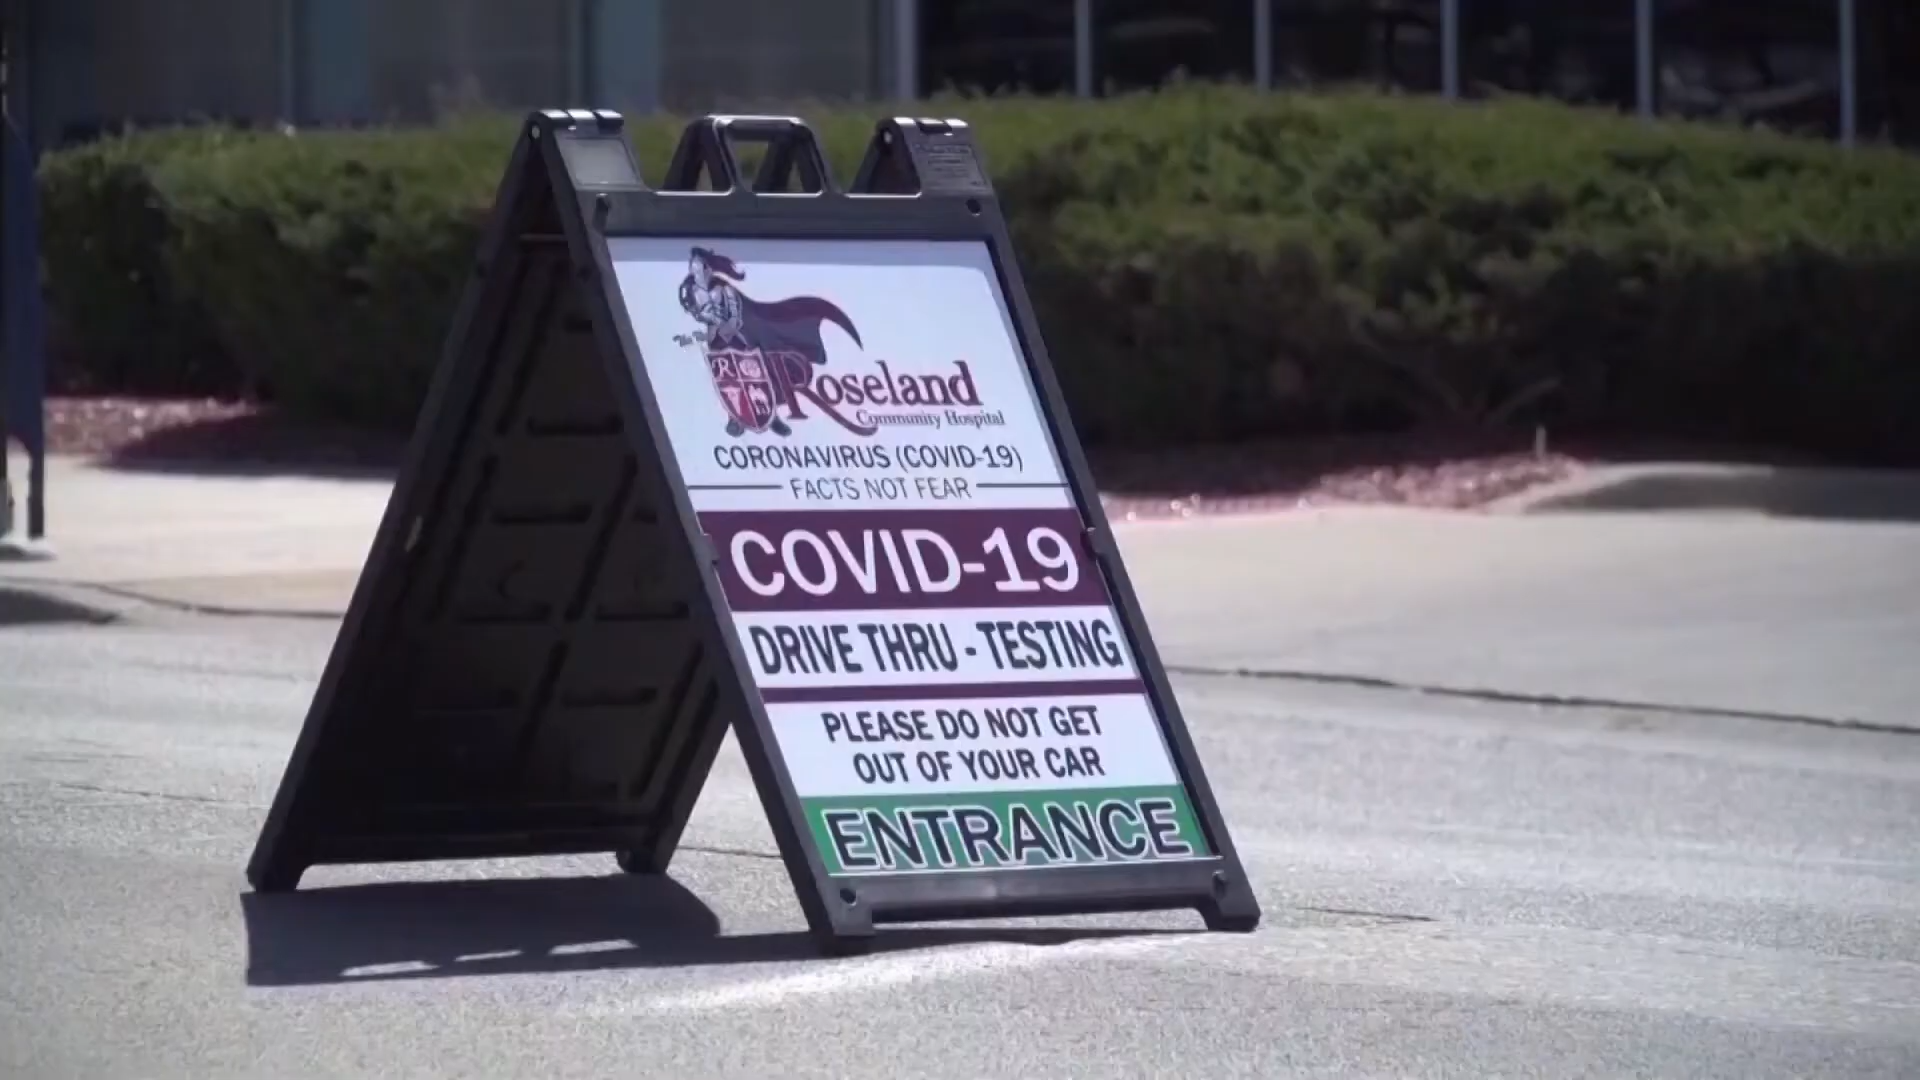 Roseland
Community Hospital
CORONAVIRUS (COVID-19)
FACTS NOT FEAR
COVID-19
DRIVE THRU - TESTING
PLEASE DO NOT GET
OUT OF YOUR CAR
ENTRANCE